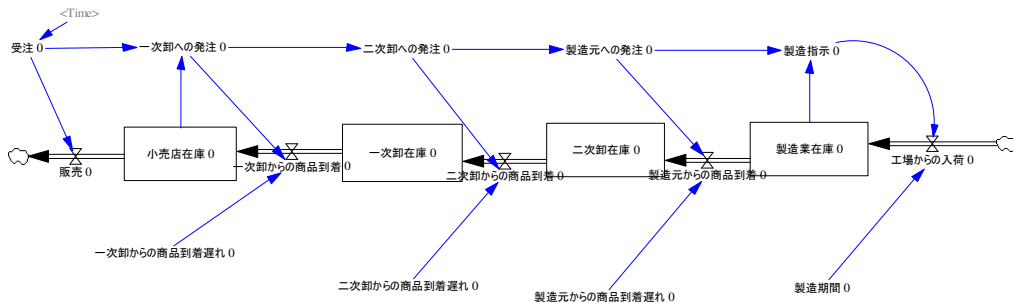 <Time>
受注 0
一次卸への発注 0
二次卸への発注 0
製造元への発注 0
製造指示 0
小売店在庫 0
一次卸在庫 0
二次卸在庫 0
製造業在庫 0
販売 0
一次卸からの商品到着 0
二次卸からの商品到着 0
製造元からの商品到着 0
工場からの入荷 0
一次卸からの商品到着遅れ 0
二次卸からの商品到着遅れ 0
製造元からの商品到着遅れ 0
製造期間 0